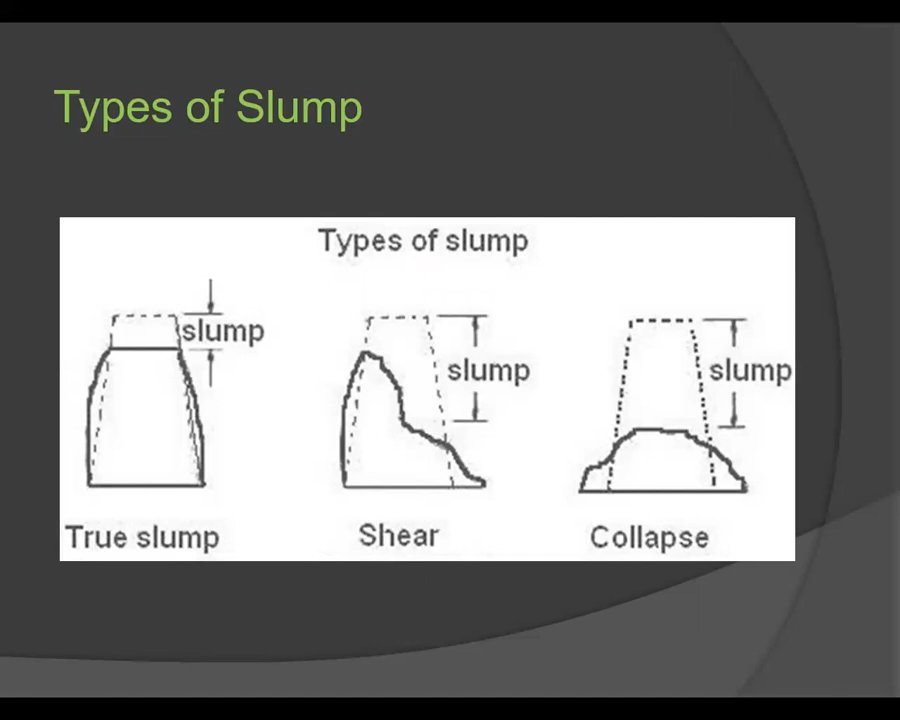 Types of Slump
Types of slump
slump
slump
slump
True slump
Shear
Collapse